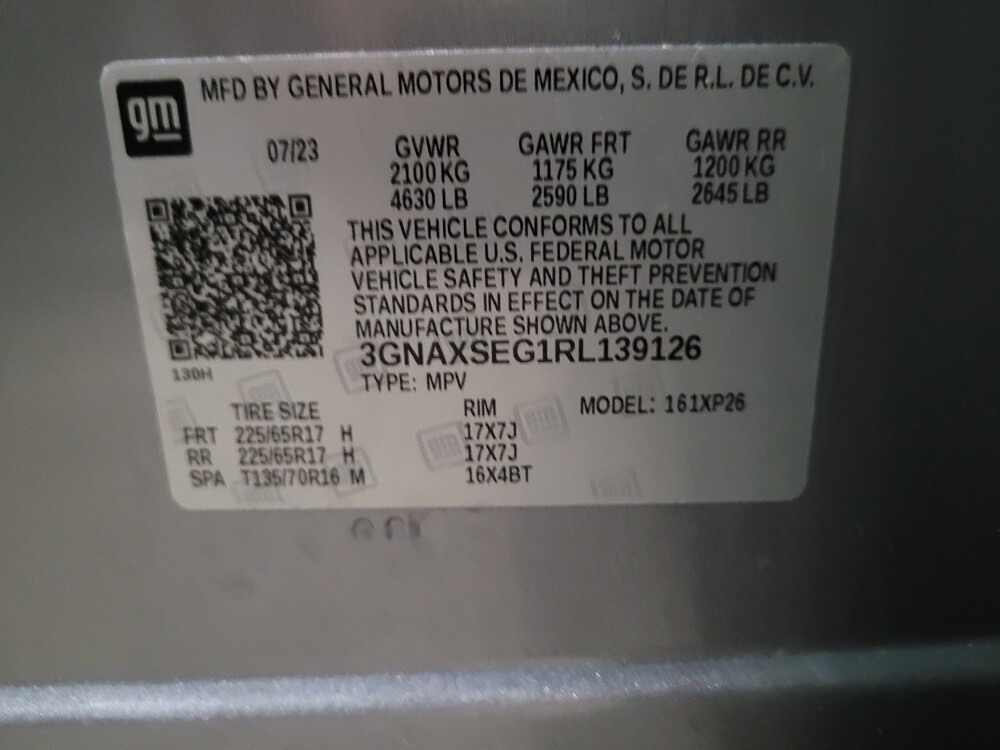 gm
MFD BY GENERAL MOTORS DE MEXICO, S. DE R.L. DE C.V.
07/23 GVWR GAWR FRT GAWR RR
2100 KG 1175 KG 1200 KG
4630 LB 2590 LB 2645 LB
THIS VEHICLE CONFORMS TO ALL
APPLICABLE U.S. FEDERAL MOTOR
VEHICLE SAFETY AND THEFT PREVENTION
STANDARDS IN EFFECT ON THE DATE OF
MANUFACTURE SHOWN ABOVE.
3GNAXSEG1RL139126
130H
TYPE: MPV
TIRE SIZE RIM MODEL: 161XP26
FRT 225/65R17 H 17X7J
RR 225/65R17 H 17X7J
SPA T135/70R16 M 16X4BT